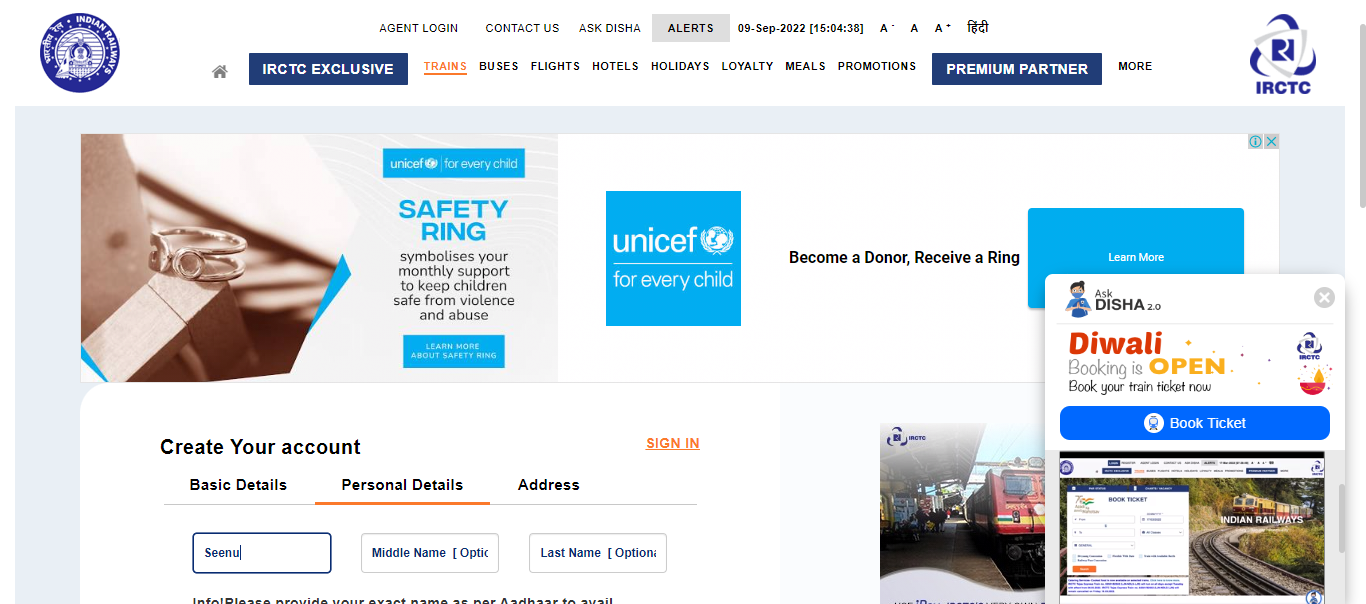 AGENT LOGIN CONTACT US ASK DISHA ALERTS 09-Sep-2022 [15:04:38] A - A A + हिंदी
IRCTC EXCLUSIVE TRAINS BUSES FLIGHTS HOTELS HOLIDAYS LOYALTY MEALS PROMOTIONS PREMIUM PARTNER MORE
भारतीय रेल INDIAN RAILWAYS
IRCTC
unicef for every child
SAFETY
RING
symbolises your
monthly support
to keep children
safe from violence
and abuse
LEARN MORE
ABOUT SAFETY RING
unicef
for every child
Become a Donor, Receive a Ring
Learn More
Ask
DISHA 2.0
Diwali
Booking is OPEN
Book your train ticket now
IRCTC
Book Ticket
BOOK TICKET
INDIAN RAILWAYS
Create Your account
SIGN IN
Basic Details Personal Details Address
Seenu
Middle Name [ Optic
Last Name [ Optiona
Info!Please provide your exact name as per Aadhaar to avail
IRCTC